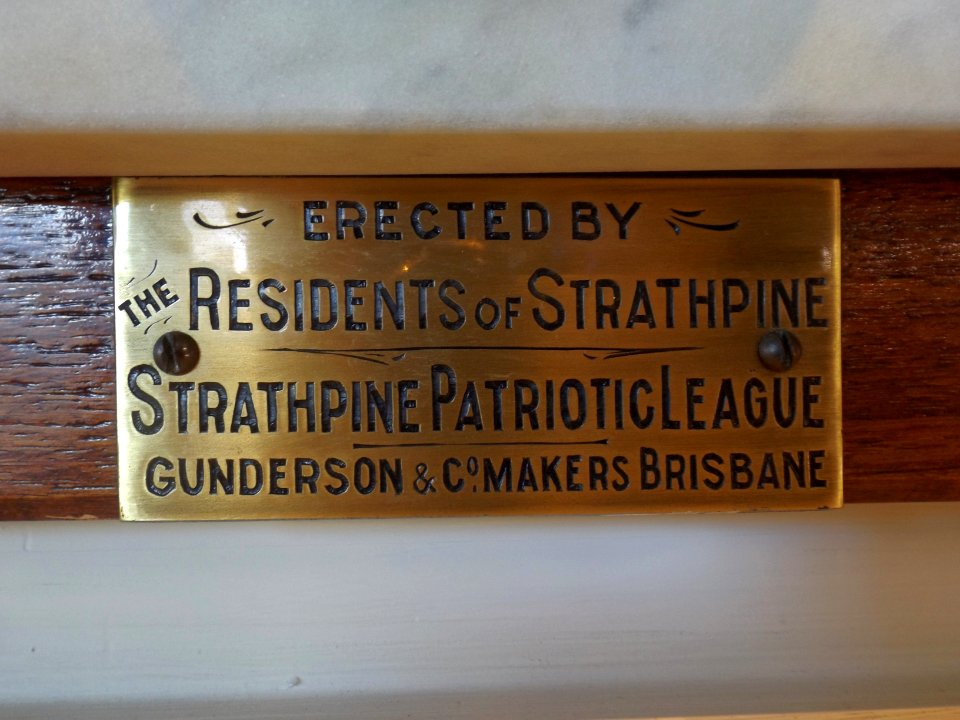 ERECTED BY
THE RESIDENTS OF STRATHPINE
STRATHPINE PATRIOTIC LEAGUE
GUNDERSON & Co. MAKERS BRISBANE